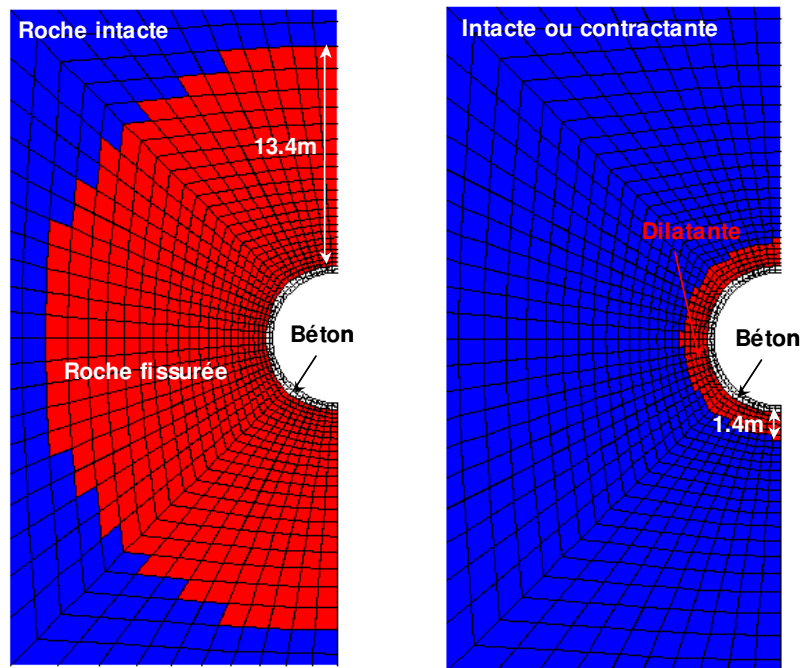 Roche intacte
13.4m
Béton
Roche fissurée
Intacte ou contractante
Dilatante
Béton
1.4m